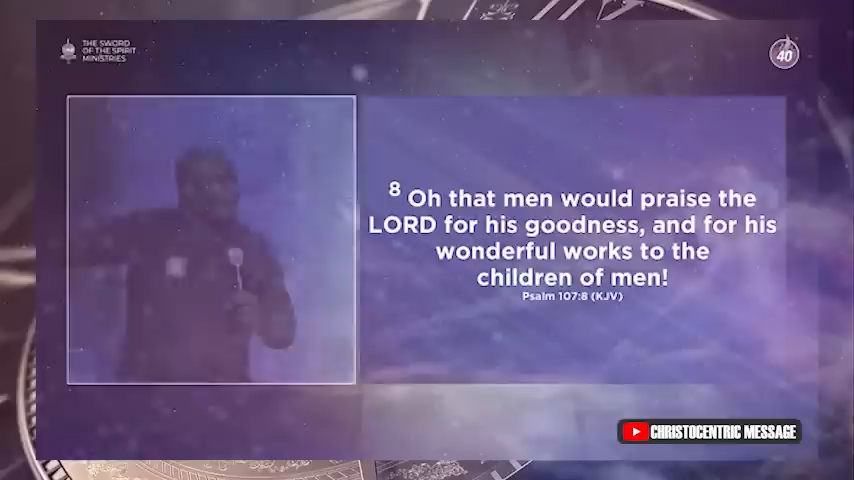 THE SWORD
OF THE SPIRIT
MINISTRIES
40
8 Oh that men would praise the
LORD for his goodness, and for his
wonderful works to the
children of men!
Psalm 107:8 (KJV)
CHRISTOCENTRIC MESSAGE